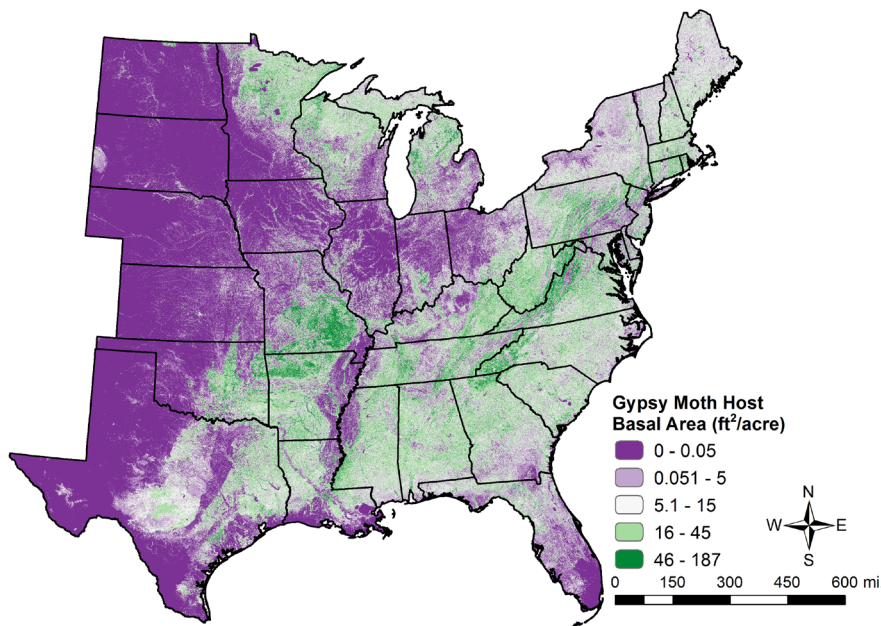 Gypsy Moth Host
Basal Area (ft²/acre)
0 - 0.05
0.051 - 5
5.1 - 15
16 - 45
46 - 187
N
W E
S
0 150 300 450 600 mi